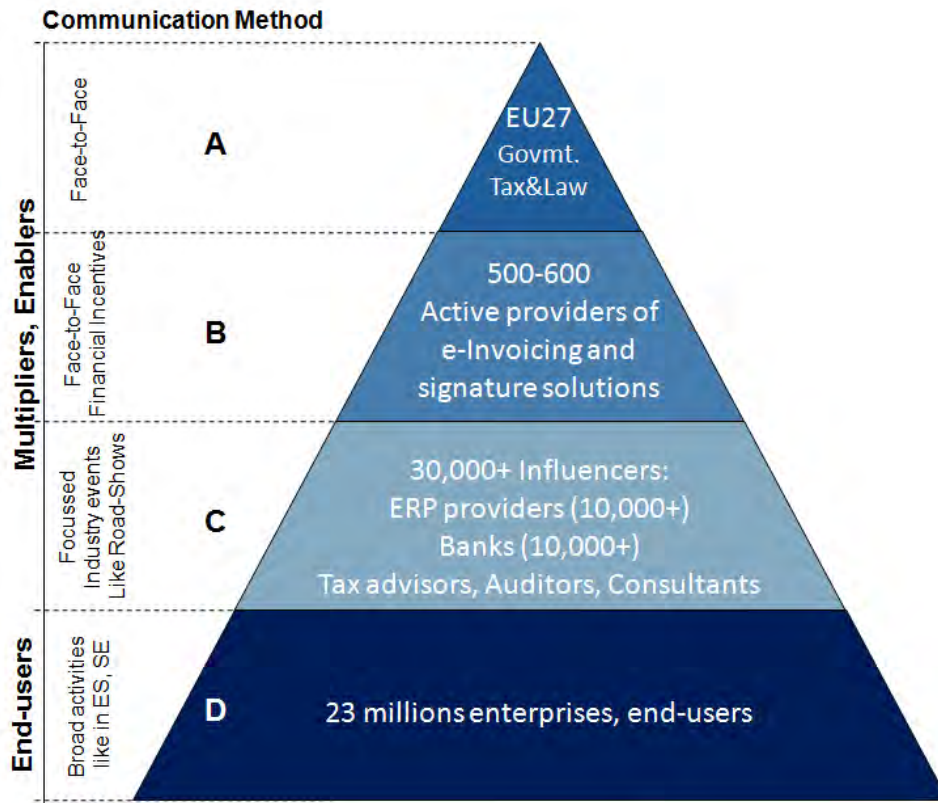 Communication Method
Multipliers, Enablers
Face-to-Face
A
EU27
Govmt.
Tax&Law
Face-to-Face
Financial Incentives
B
500-600
Active providers of
e-Invoicing and
signature solutions
Focussed
Industry events
Like Road-Shows
C
30,000+ Influencers:
ERP providers (10,000+)
Banks (10,000+)
Tax advisors, Auditors, Consultants
End-users
Broad activities
like in ES, SE
D
23 millions enterprises, end-users